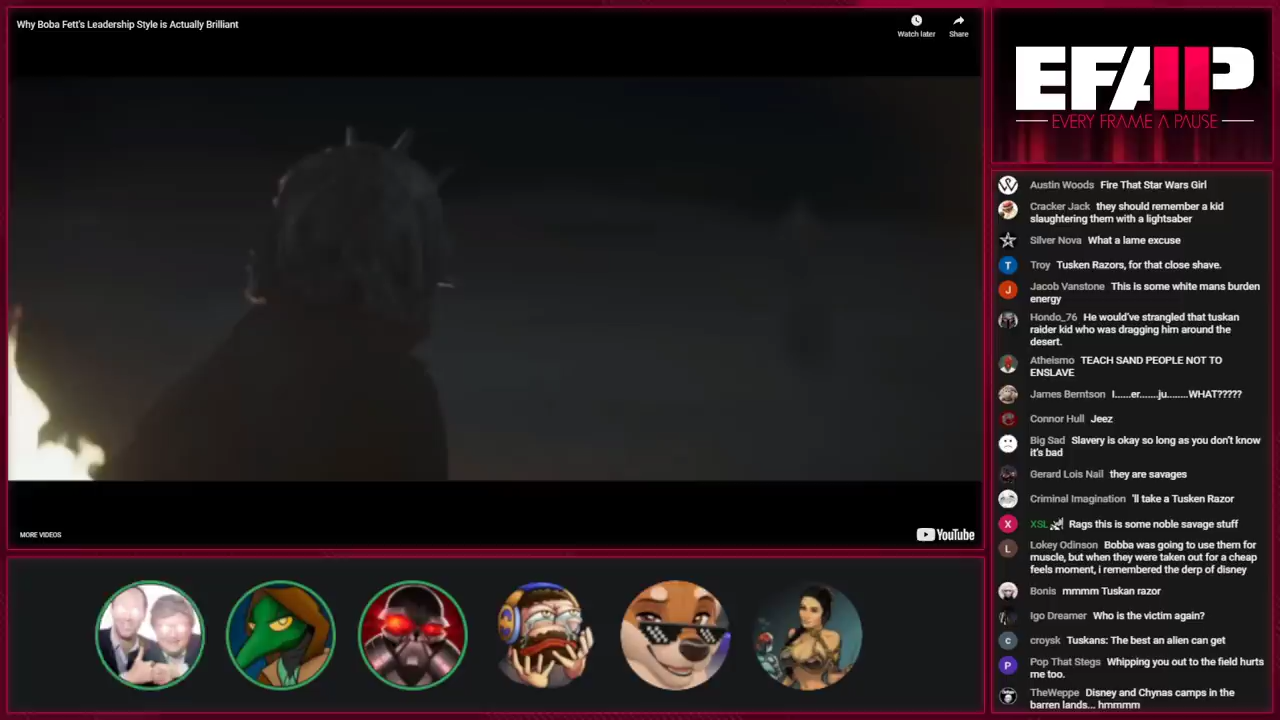 Why Boba Fett's Leadership Style is Actually Brilliant
Watch later
Share
MORE VIDEOS
YouTube
EFAP
EVERY FRAME A PAUSE
Austin Woods Fire That Star Wars Girl
Cracker Jack they should remember a kid
slaughtering them with a lightsaber
Silver Nova What a lame excuse
T
Troy Tusken Razors, for that close shave.
J
Jacob Vanstone This is some white mans burden
energy
Hondo_76 He would've strangled that tuskan
raider kid who was dragging him around the
desert.
Atheismo TEACH SAND PEOPLE NOT TO
ENSLAVE
James Berntson I......er.......ju........WHAT?????
Connor Hull Jeez
Big Sad Slavery is okay so long as you don't know
it's bad
Gerard Lois Nail they are savages
Criminal Imagination 'll take a Tusken Razor
X
XSL Rags this is some noble savage stuff
L
Lokey Odinson Bobba was going to use them for
muscle, but when they were taken out for a cheap
feels moment, i remembered the derp of disney
Bonis mmmm Tuskan razor
Igo Dreamer Who is the victim again?
c
croysk Tuskans: The best an alien can get
P
Pop That Stegs Whipping you out to the field hurts
me too.
TheWeppe Disney and Chynas camps in the
barren lands... hmmmm